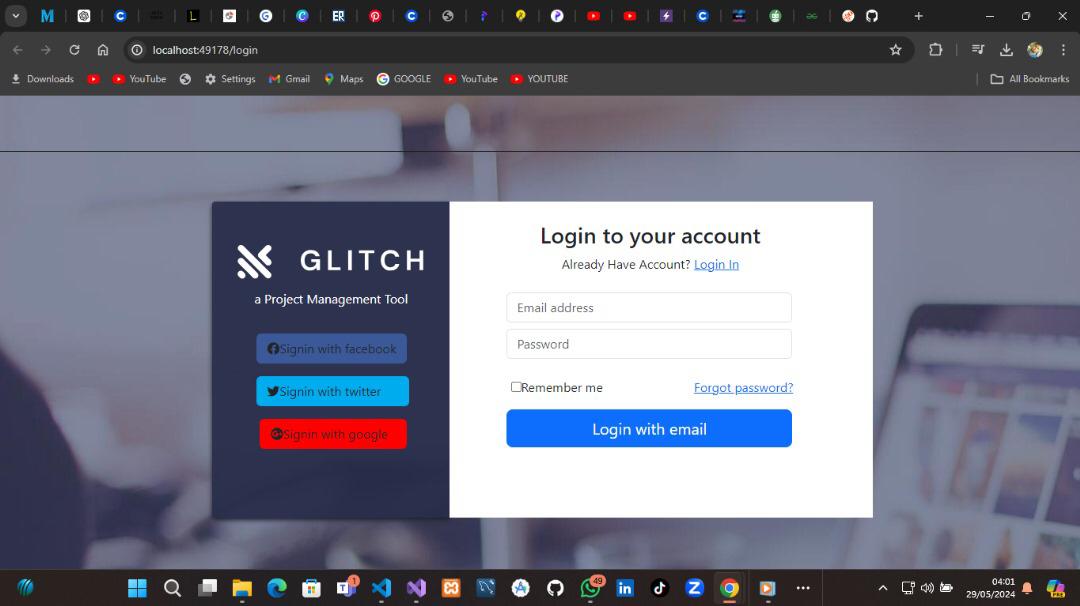 localhost:49178/login
Downloads
YouTube
Settings
Gmail
Maps
GOOGLE
YouTube
YOUTUBE
All Bookmarks
GLITCH
a Project Management Tool
Signin with facebook
Signin with twitter
Signin with google
Login to your account
Already Have Account? Login In
Email address
Password
Remember me
Forgot password?
Login with email
1
49
04:01
29/05/2024